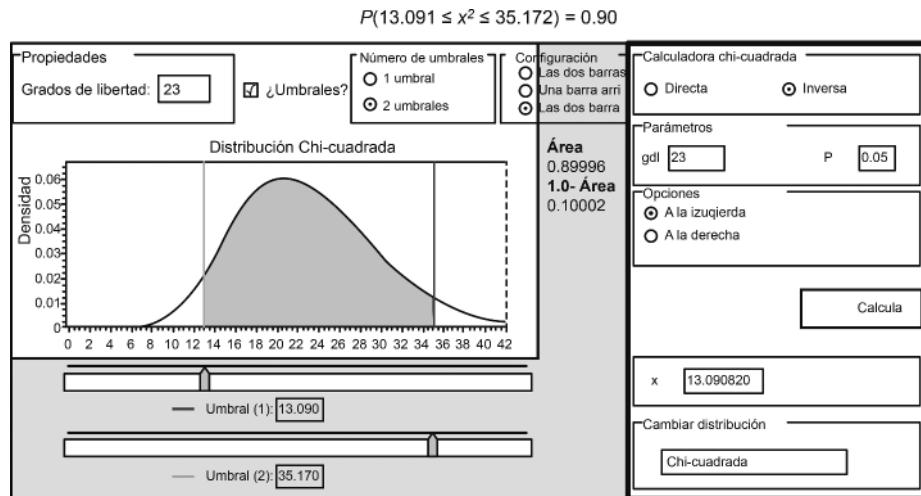 P(13.091 ≤ x² ≤ 35.172) = 0.90
Propiedades
Grados de libertad: 23
¿Umbrales?
Número de umbrales
1 umbral
2 umbrales
Configuración
Las dos barras
Una barra arri
Las dos barra
Distribución Chi-cuadrada
Densidad
0.06
0.05
0.04
0.03
0.02
0.01
0
0 2 4 6 8 10 12 14 16 18 20 22 24 26 28 30 32 34 36 38 40 42
Área
0.89996
1.0- Área
0.10002
Umbral (1): 13.090
Umbral (2): 35.170
Calculadora chi-cuadrada
Directa
Inversa
Parámetros
gdl 23 P 0.05
Opciones
A la izuqierda
A la derecha
Calcula
x 13.090820
Cambiar distribución
Chi-cuadrada